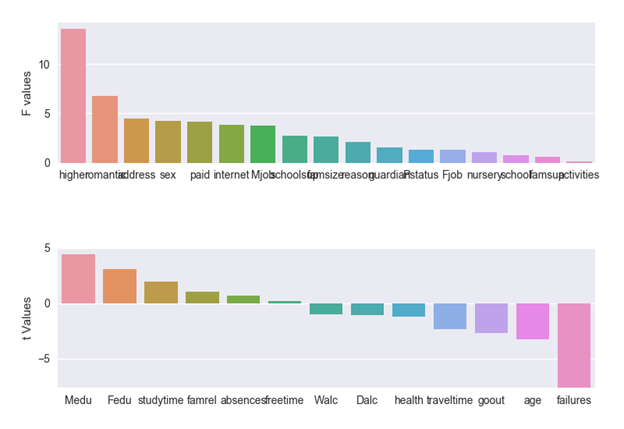 10
5
0
F values
higher romantic address sex paid internet Mjob schoolsup famsize reason guardian Pstatus Fjob nursery school famsup activities
5
0
−5
t Values
Medu Fedu studytime famrel absences freetime Walc Dalc health traveltime goout age failures